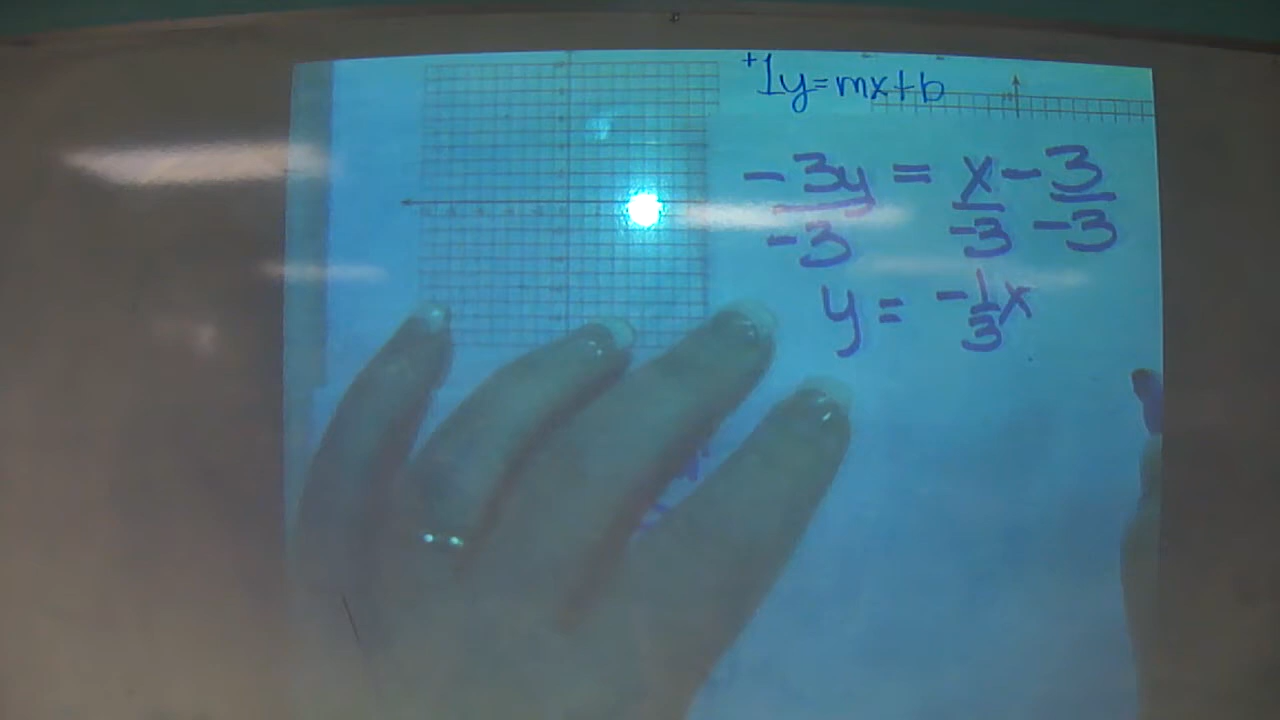 +1y=mx+b
-3y = x - 3
-3 -3 -3
y = -1/3x